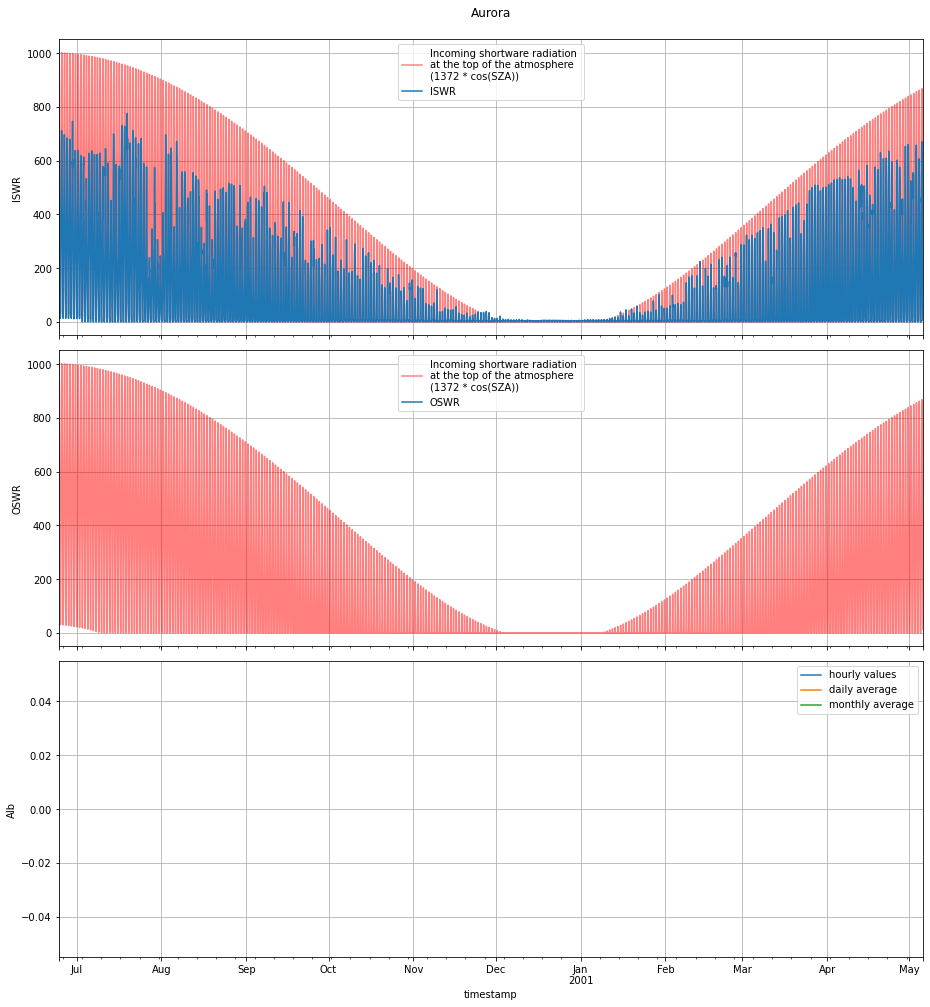 Aurora
1000
800
600
400
200
0
ISWR
Incoming shortware radiation
at the top of the atmosphere
(1372 * cos(SZA))
ISWR
1000
800
600
400
200
0
OSWR
Incoming shortware radiation
at the top of the atmosphere
(1372 * cos(SZA))
OSWR
0.04
0.02
0.00
−0.02
−0.04
Alb
hourly values
daily average
monthly average
Jul Aug Sep Oct Nov Dec Jan Feb Mar Apr May
2001
timestamp